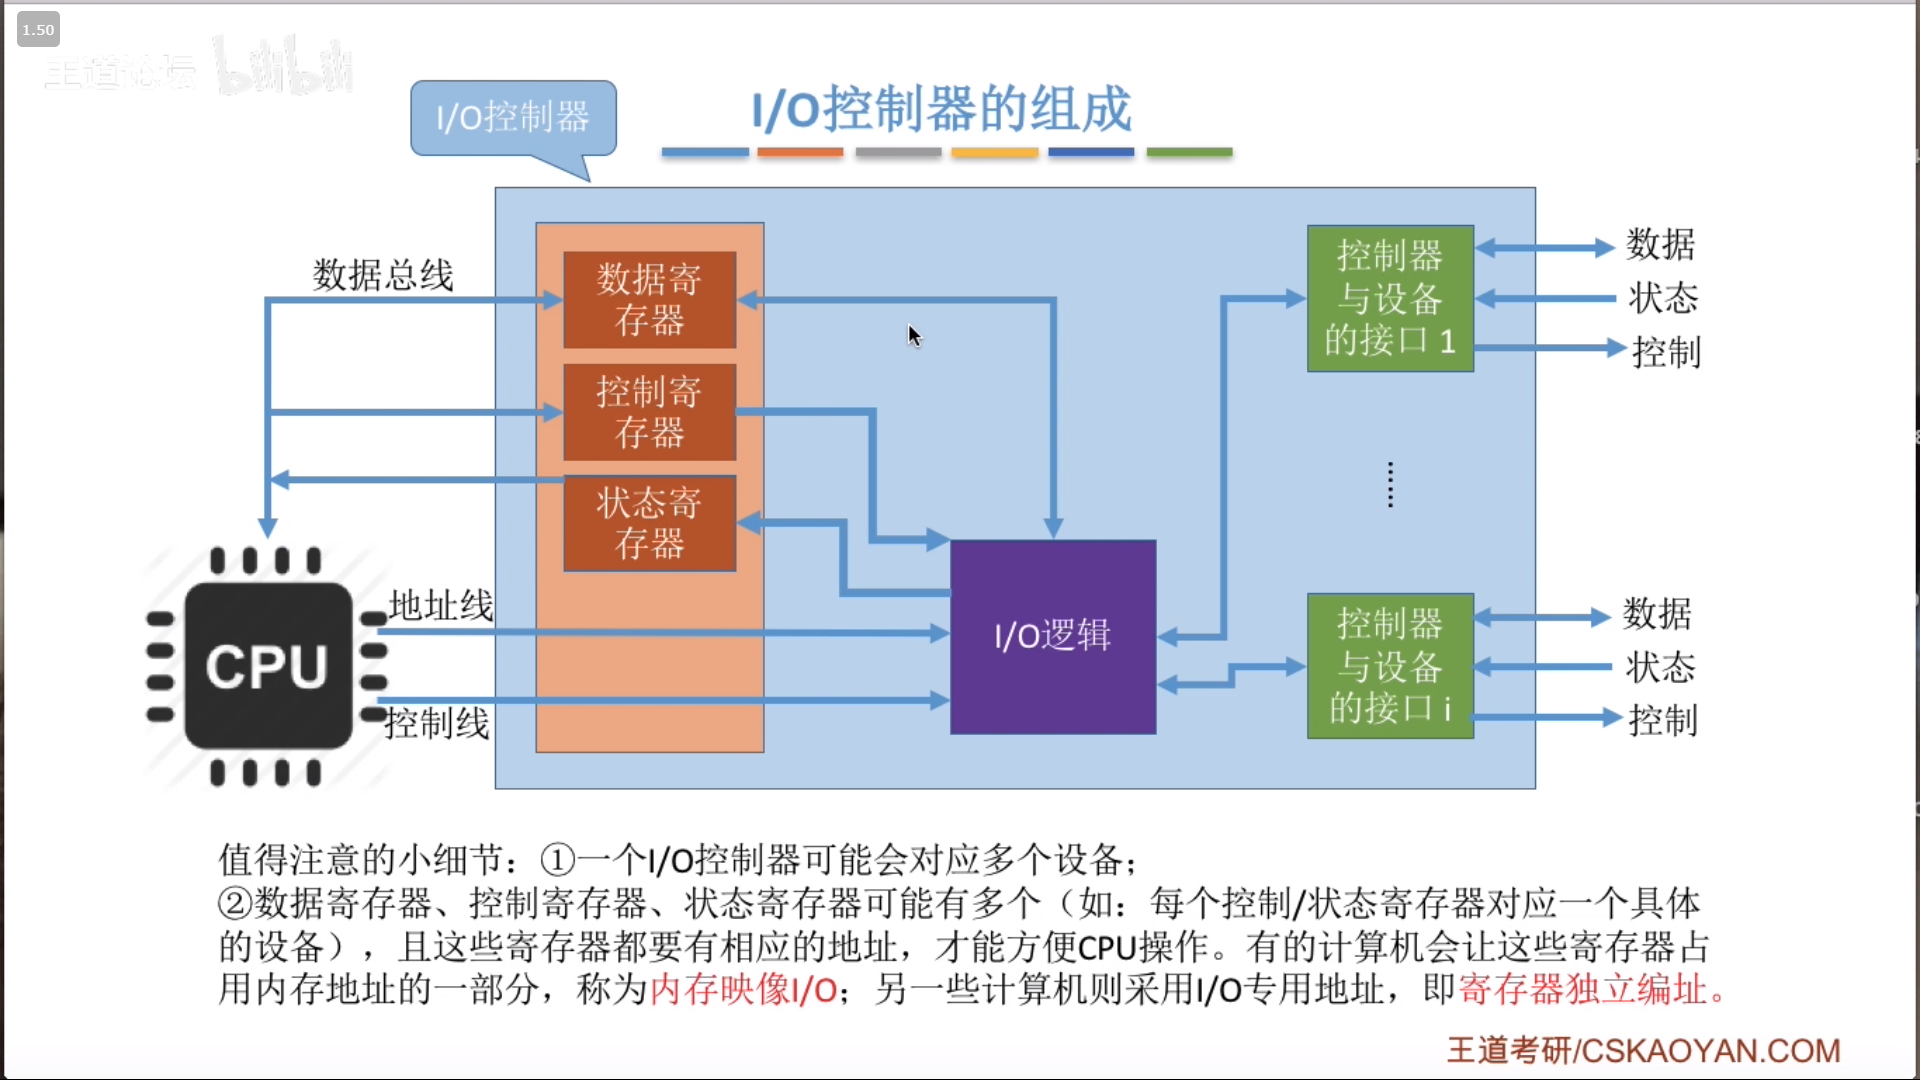 1.50
王道论坛 bilibili
I/O控制器
I/O控制器的组成
数据总线
数据寄
存器
控制寄
存器
状态寄
存器
地址线
CPU
控制线
I/O逻辑
控制器
与设备
的接口 1
数据
状态
控制
······
控制器
与设备
的接口 i
数据
状态
控制
值得注意的小细节：①一个I/O控制器可能会对应多个设备；
②数据寄存器、控制寄存器、状态寄存器可能有多个（如：每个控制/状态寄存器对应一个具体
的设备），且这些寄存器都要有相应的地址，才能方便CPU操作。有的计算机会让这些寄存器占
用内存地址的一部分，称为内存映像I/O；另一些计算机则采用I/O专用地址，即寄存器独立编址。
王道考研/CSKAOYAN.COM